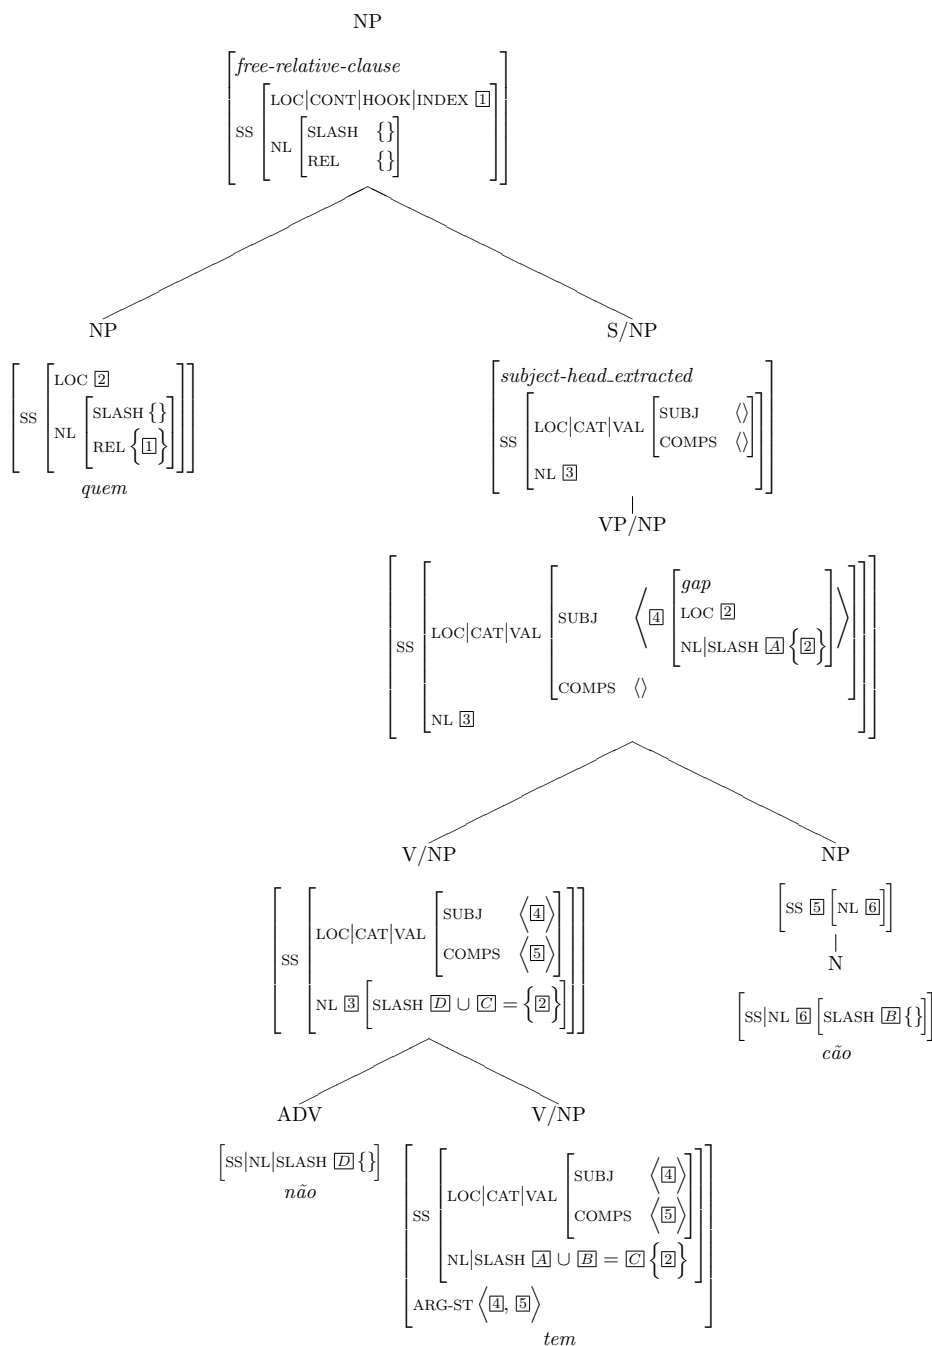 NP
free-relative-clause
SS LOC|CONT|HOOK|INDEX 1
NL SLASH {}
REL {}
NP
SS LOC 2
NL SLASH {}
REL {1}
quem
S/NP
subject-head_extracted
SS LOC|CAT|VAL SUBJ ⟨⟩
COMPS ⟨⟩
NL 3
VP/NP
SS LOC|CAT|VAL SUBJ ⟨4 gap
LOC 2
NL|SLASH A {2}⟩
COMPS ⟨⟩
NL 3
V/NP
SS LOC|CAT|VAL SUBJ ⟨4⟩
COMPS ⟨5⟩
NL 3 [SLASH D ∪ C = {2}]
NP
[SS 5 [NL 6]]
N
[SS|NL 6 [SLASH B {}]]
cão
ADV
[SS|NL|SLASH D {}]
não
V/NP
SS LOC|CAT|VAL SUBJ ⟨4⟩
COMPS ⟨5⟩
NL|SLASH A ∪ B = C {2}
ARG-ST ⟨4, 5⟩
tem